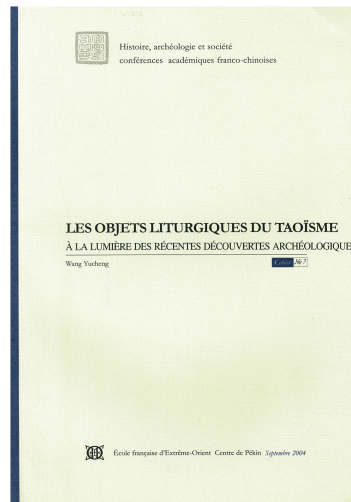 Histoire, archéologie et société
conférences académiques franco-chinoises
LES OBJETS LITURGIQUES DU TAOÏSME
À LA LUMIÈRE DES RÉCENTES DÉCOUVERTES ARCHÉOLOGIQUE
Wang Yucheng
Cahier № 7
École française d'Extrême-Orient Centre de Pékin Septembre 2004